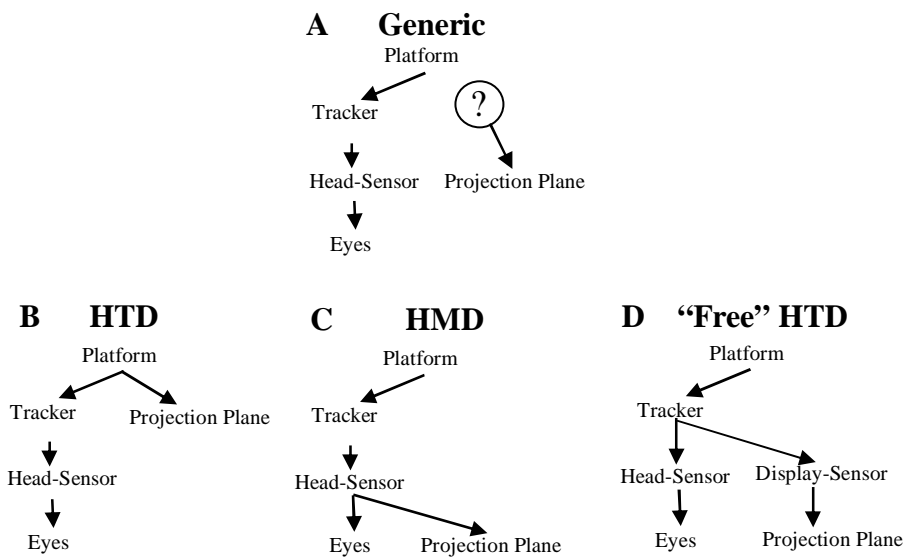 A Generic
Platform
Tracker
?
Head-Sensor Projection Plane
Eyes
B HTD
Platform
Tracker Projection Plane
Head-Sensor
Eyes
C HMD
Platform
Tracker
Head-Sensor
Eyes Projection Plane
D “Free” HTD
Platform
Tracker
Head-Sensor Display-Sensor
Eyes Projection Plane